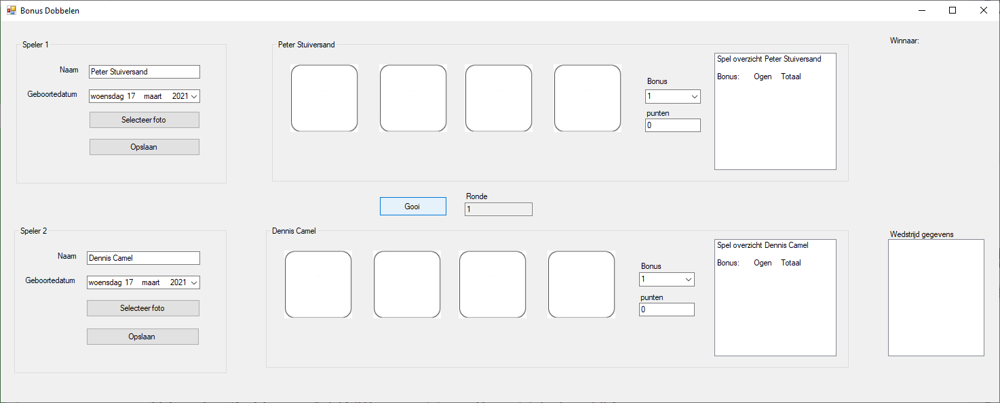 Bonus Dobbelen
Speler 1
Naam
Peter Stuiversand
Geboortedatum
woensdag 17 maart 2021
Selecteer foto
Opslaan
Peter Stuiversand
Bonus
1
punten
0
Spel overzicht Peter Stuiversand
Bonus: Ogen Totaal
Winnaar:
Gooi
Ronde
1
Speler 2
Naam
Dennis Camel
Geboortedatum
woensdag 17 maart 2021
Selecteer foto
Opslaan
Dennis Camel
Bonus
1
punten
0
Spel overzicht Dennis Camel
Bonus: Ogen Totaal
Wedstrijd gegevens